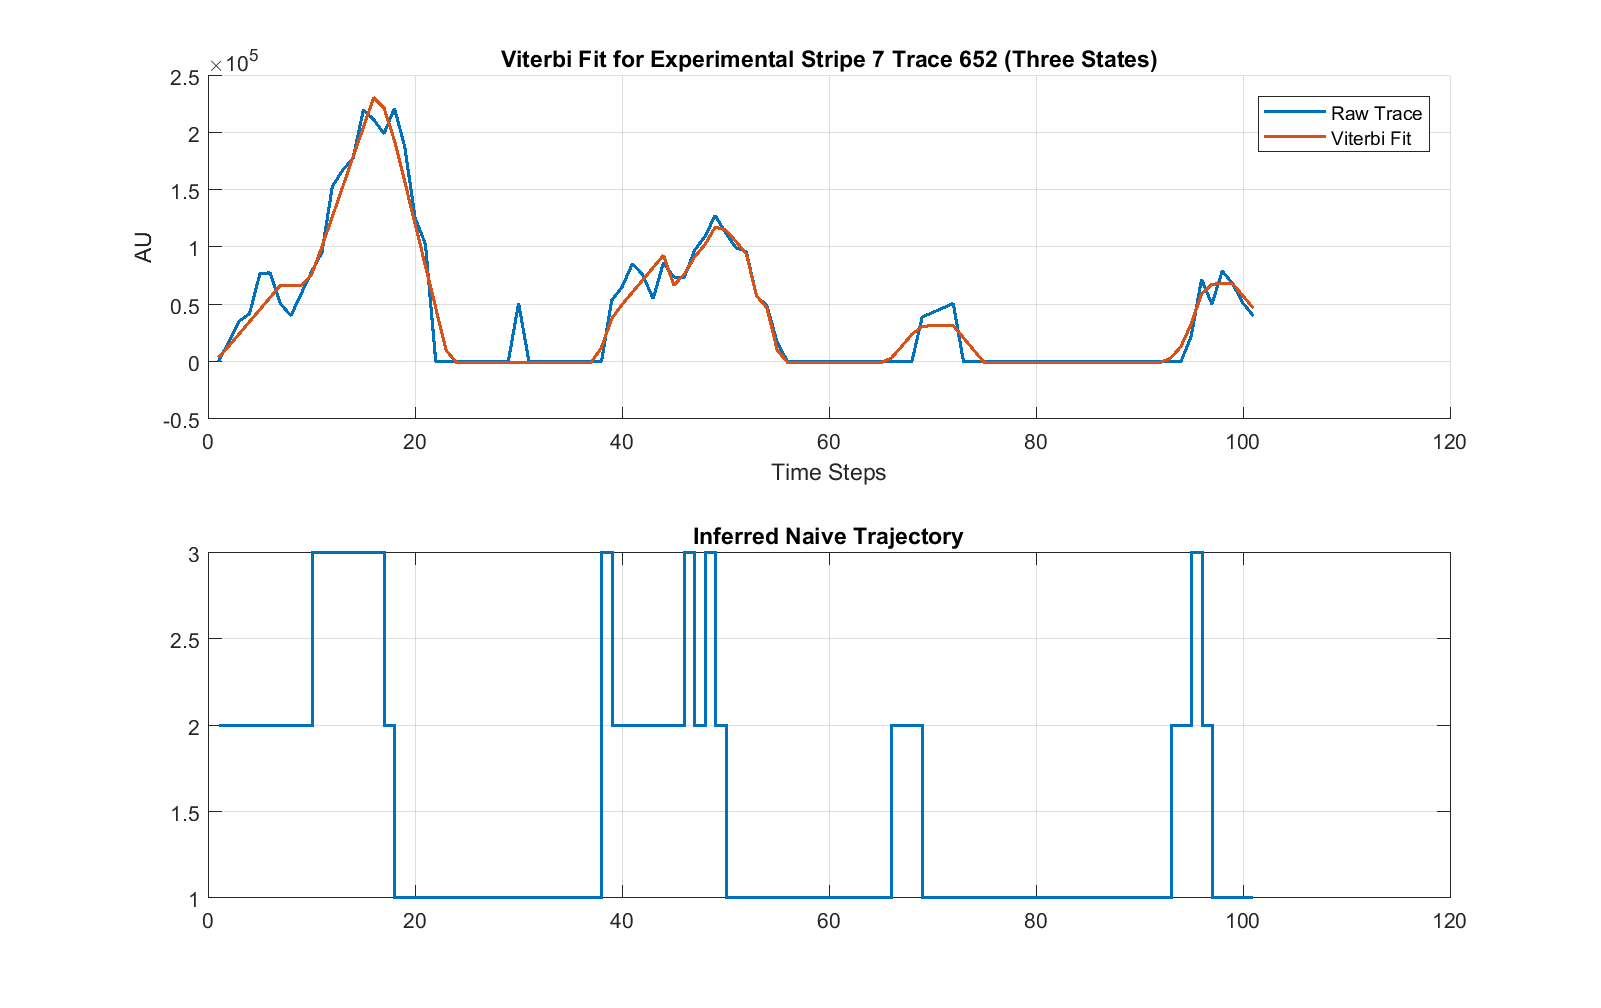 Viterbi Fit for Experimental Stripe 7 Trace 652 (Three States)
×10^5
2.5
2
1.5
1
0.5
0
-0.5
AU
Raw Trace
Viterbi Fit
0 20 40 60 80 100 120
Time Steps
Inferred Naive Trajectory
3
2.5
2
1.5
1
0 20 40 60 80 100 120